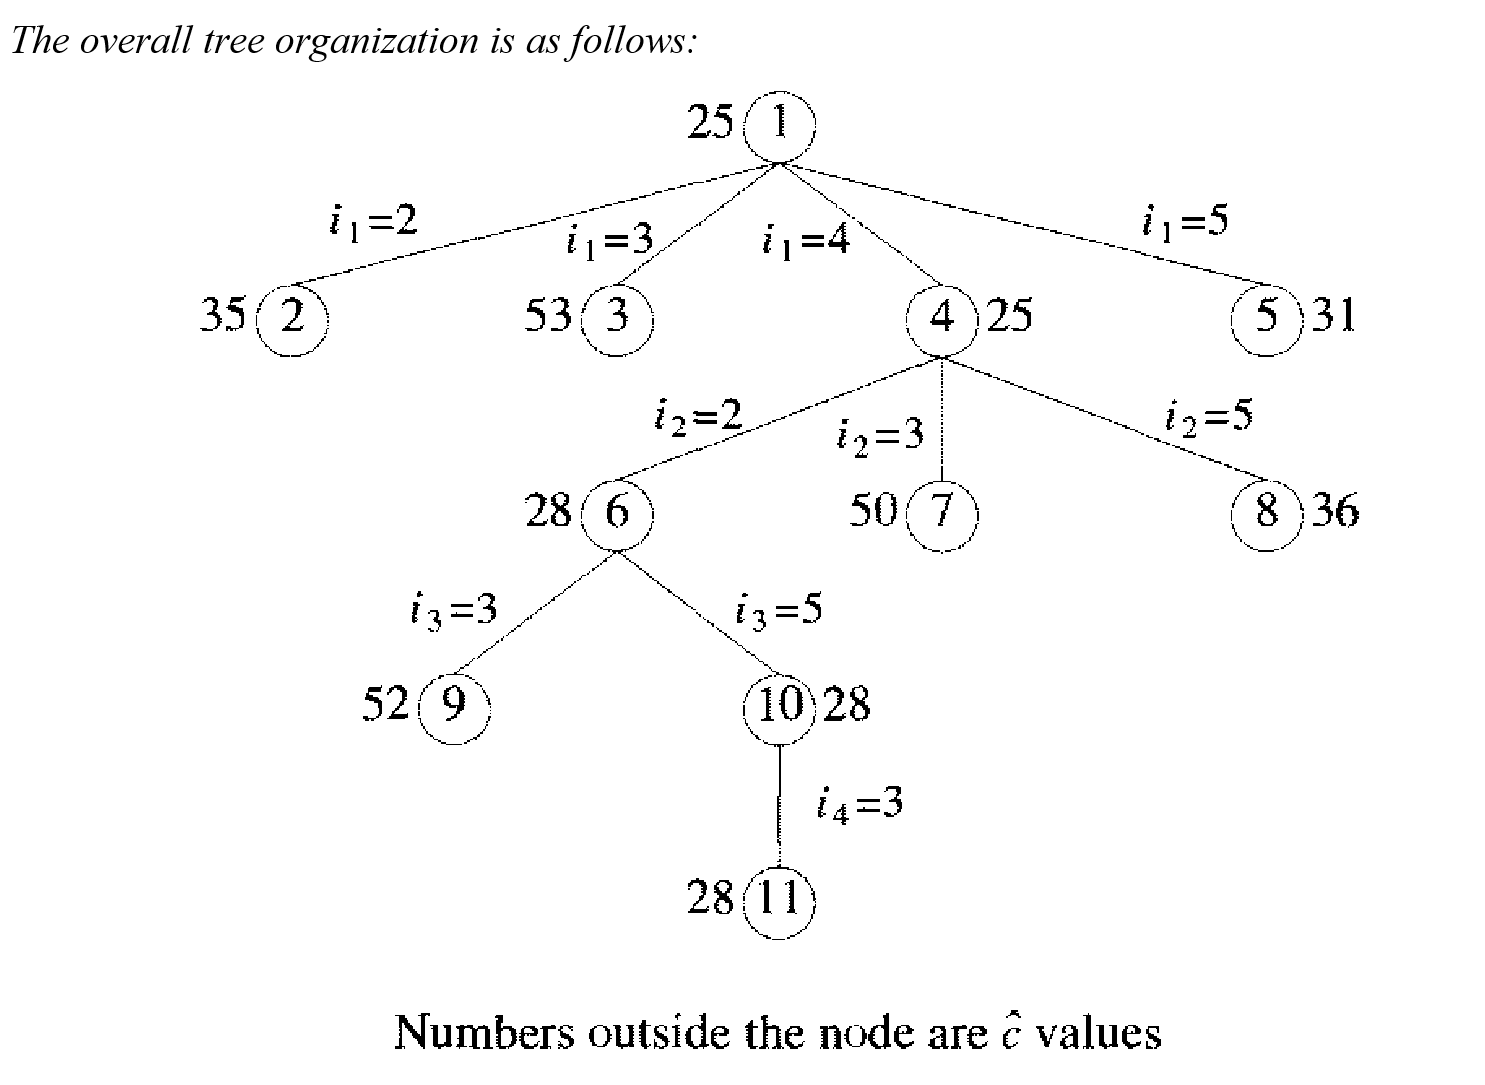 The overall tree organization is as follows:
25 1
i₁=2 i₁=3 i₁=4 i₁=5
35 2 53 3 4 25 5 31
i₂=2 i₂=3 i₂=5
28 6 50 7 8 36
i₃=3 i₃=5
52 9 10 28
i₄=3
28 11
Numbers outside the node are ĉ values